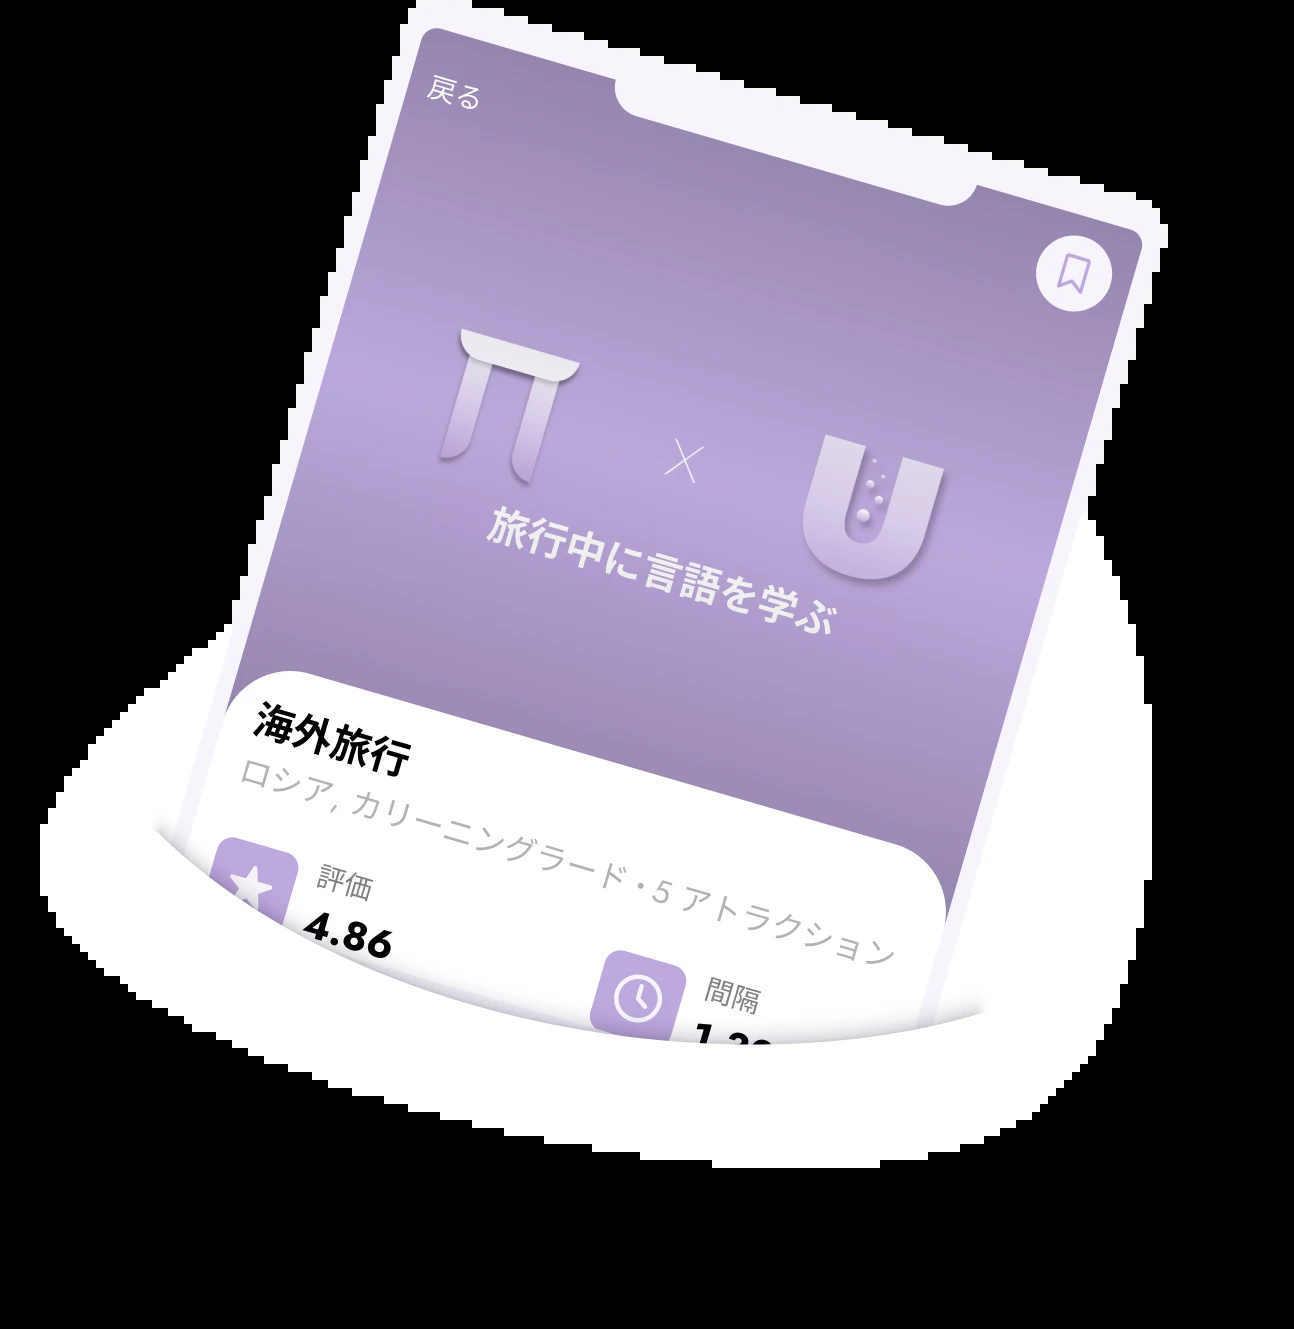 戻る
旅行中に言語を学ぶ
海外旅行
ロシア, カリーニングラード・5 アトラクション
評価
4.86
間隔